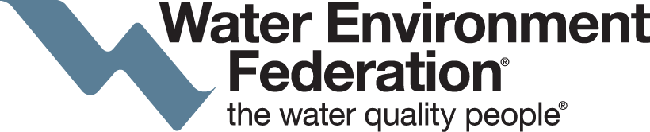 Water Environment
Federation®
the water quality people®